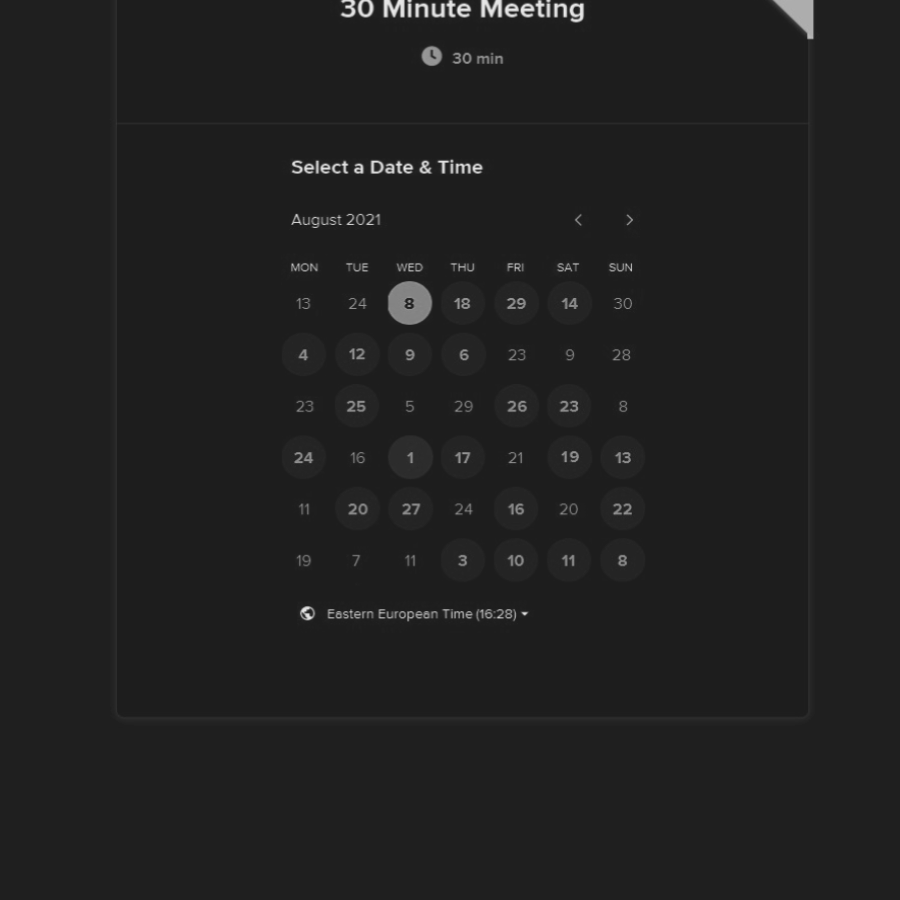 30 Minute Meeting
30 min
Select a Date & Time
August 2021
MON TUE WED THU FRI SAT SUN
13 24 8 18 29 14 30
4 12 9 6 23 9 28
23 25 5 29 26 23 8
24 16 1 17 21 19 13
11 20 27 24 16 20 22
19 7 11 3 10 11 8
Eastern European Time (16:28)